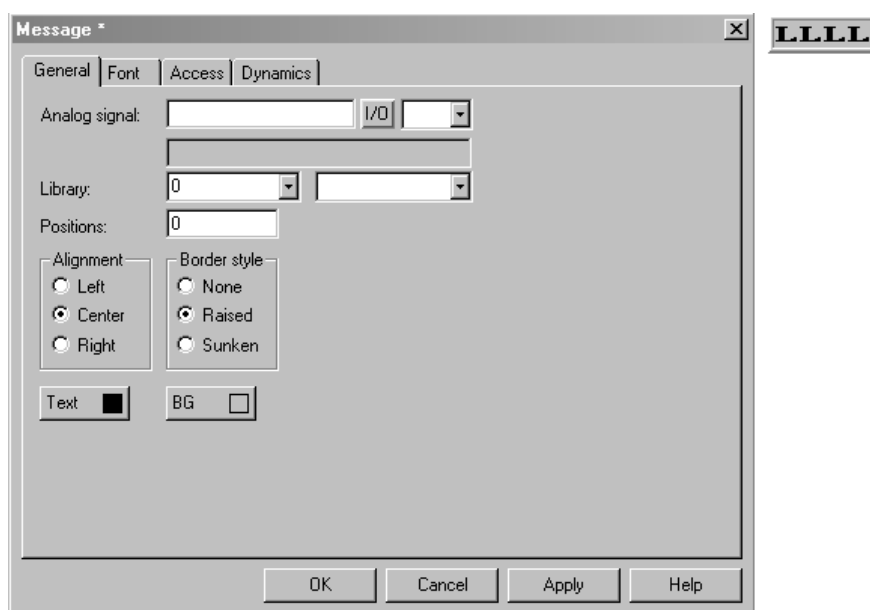 Message *
LLLL
General Font Access Dynamics
Analog signal: I/O
Library: 0
Positions: 0
Alignment Border style
Left None
Center Raised
Right Sunken
Text BG
OK Cancel Apply Help